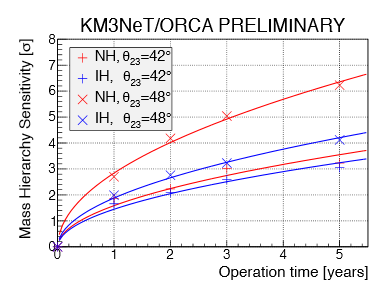 KM3NeT/ORCA PRELIMINARY
Mass Hierarchy Sensitivity [σ]
8
7
6
5
4
3
2
1
0
NH, θ23=42°
IH, θ23=42°
NH, θ23=48°
IH, θ23=48°
0 1 2 3 4 5
Operation time [years]